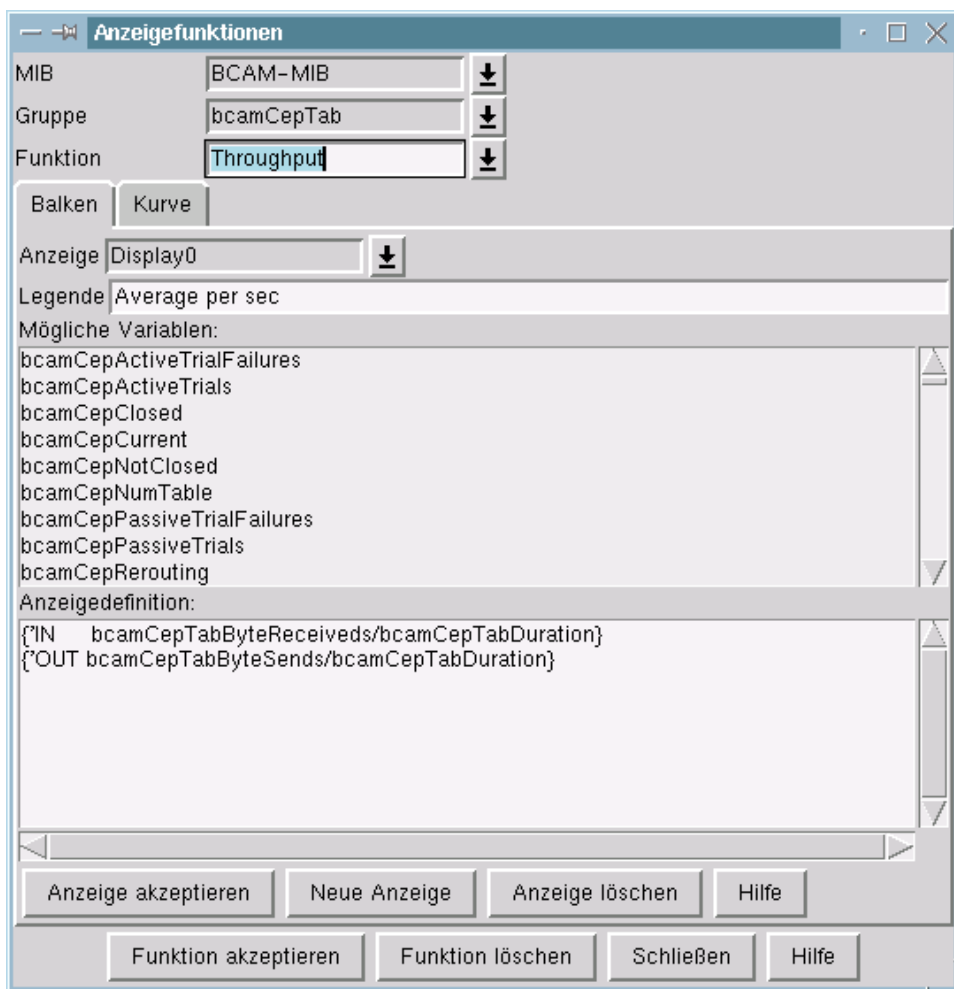 Anzeigefunktionen
MIB BCAM-MIB
Gruppe bcamCepTab
Funktion Throughput
Balken Kurve
Anzeige Display0
Legende Average per sec
Mögliche Variablen:
bcamCepActiveTrialFailures
bcamCepActiveTrials
bcamCepClosed
bcamCepCurrent
bcamCepNotClosed
bcamCepNumTable
bcamCepPassiveTrialFailures
bcamCepPassiveTrials
bcamCepRerouting
Anzeigedefinition:
{'IN bcamCepTabByteReceiveds/bcamCepTabDuration}
{'OUT bcamCepTabByteSends/bcamCepTabDuration}
Anzeige akzeptieren Neue Anzeige Anzeige löschen Hilfe
Funktion akzeptieren Funktion löschen Schließen Hilfe